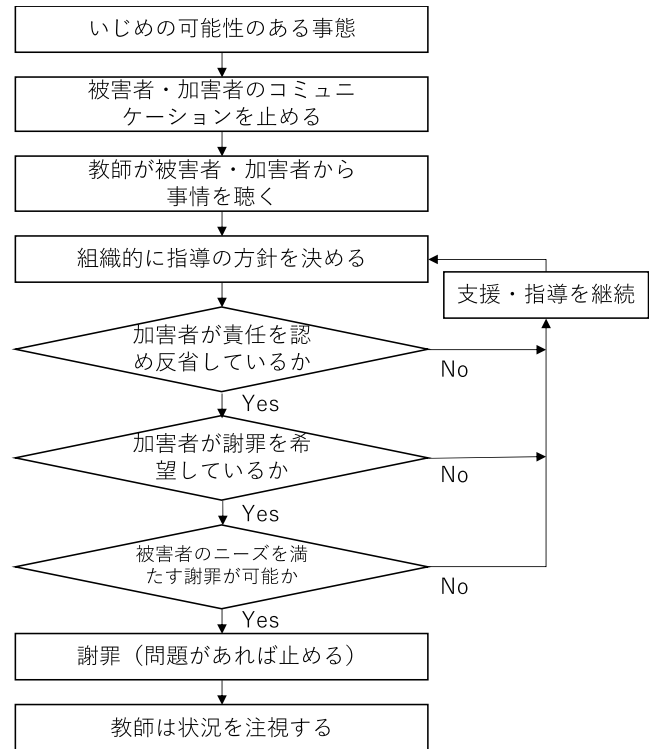 いじめの可能性のある事態
被害者・加害者のコミュニ
ケーションを止める
教師が被害者・加害者から
事情を聴く
組織的に指導の方針を決める
支援・指導を継続
加害者が責任を認
め反省しているか
No
Yes
加害者が謝罪を希
望しているか
No
Yes
被害者のニーズを満
たす謝罪が可能か
No
Yes
謝罪（問題があれば止める）
教師は状況を注視する